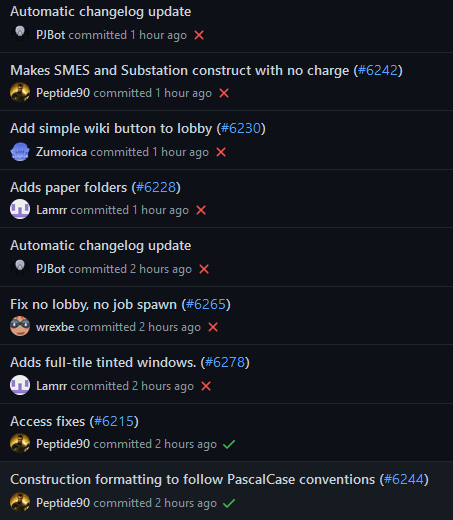 Automatic changelog update
PJBot committed 1 hour ago
Makes SMES and Substation construct with no charge (#6242)
Peptide90 committed 1 hour ago
Add simple wiki button to lobby (#6230)
Zumorica committed 1 hour ago
Adds paper folders (#6228)
Lamrr committed 1 hour ago
Automatic changelog update
PJBot committed 2 hours ago
Fix no lobby, no job spawn (#6265)
wrexbe committed 2 hours ago
Adds full-tile tinted windows. (#6278)
Lamrr committed 2 hours ago
Access fixes (#6215)
Peptide90 committed 2 hours ago
Construction formatting to follow PascalCase conventions (#6244)
Peptide90 committed 2 hours ago